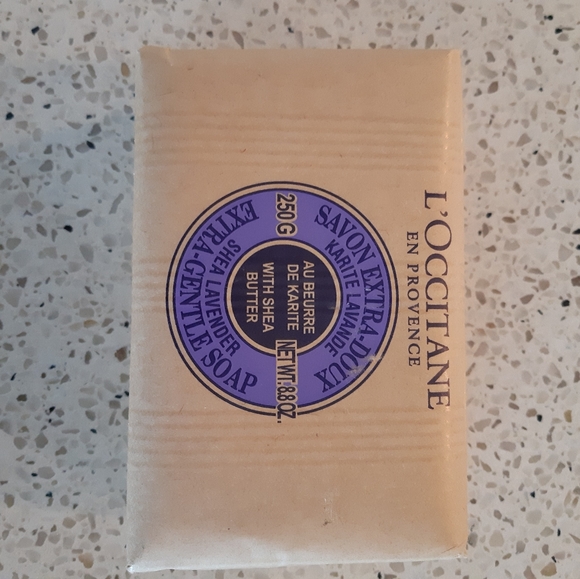 L'OCCITANE
EN PROVENCE
SAVON EXTRA-DOUX
KARITE LAVANDE
250 G
AU BEURRE
DE KARITE
WITH SHEA
BUTTER
NET WT. 8.8 OZ.
SHEA LAVENDER
EXTRA-GENTLE SOAP